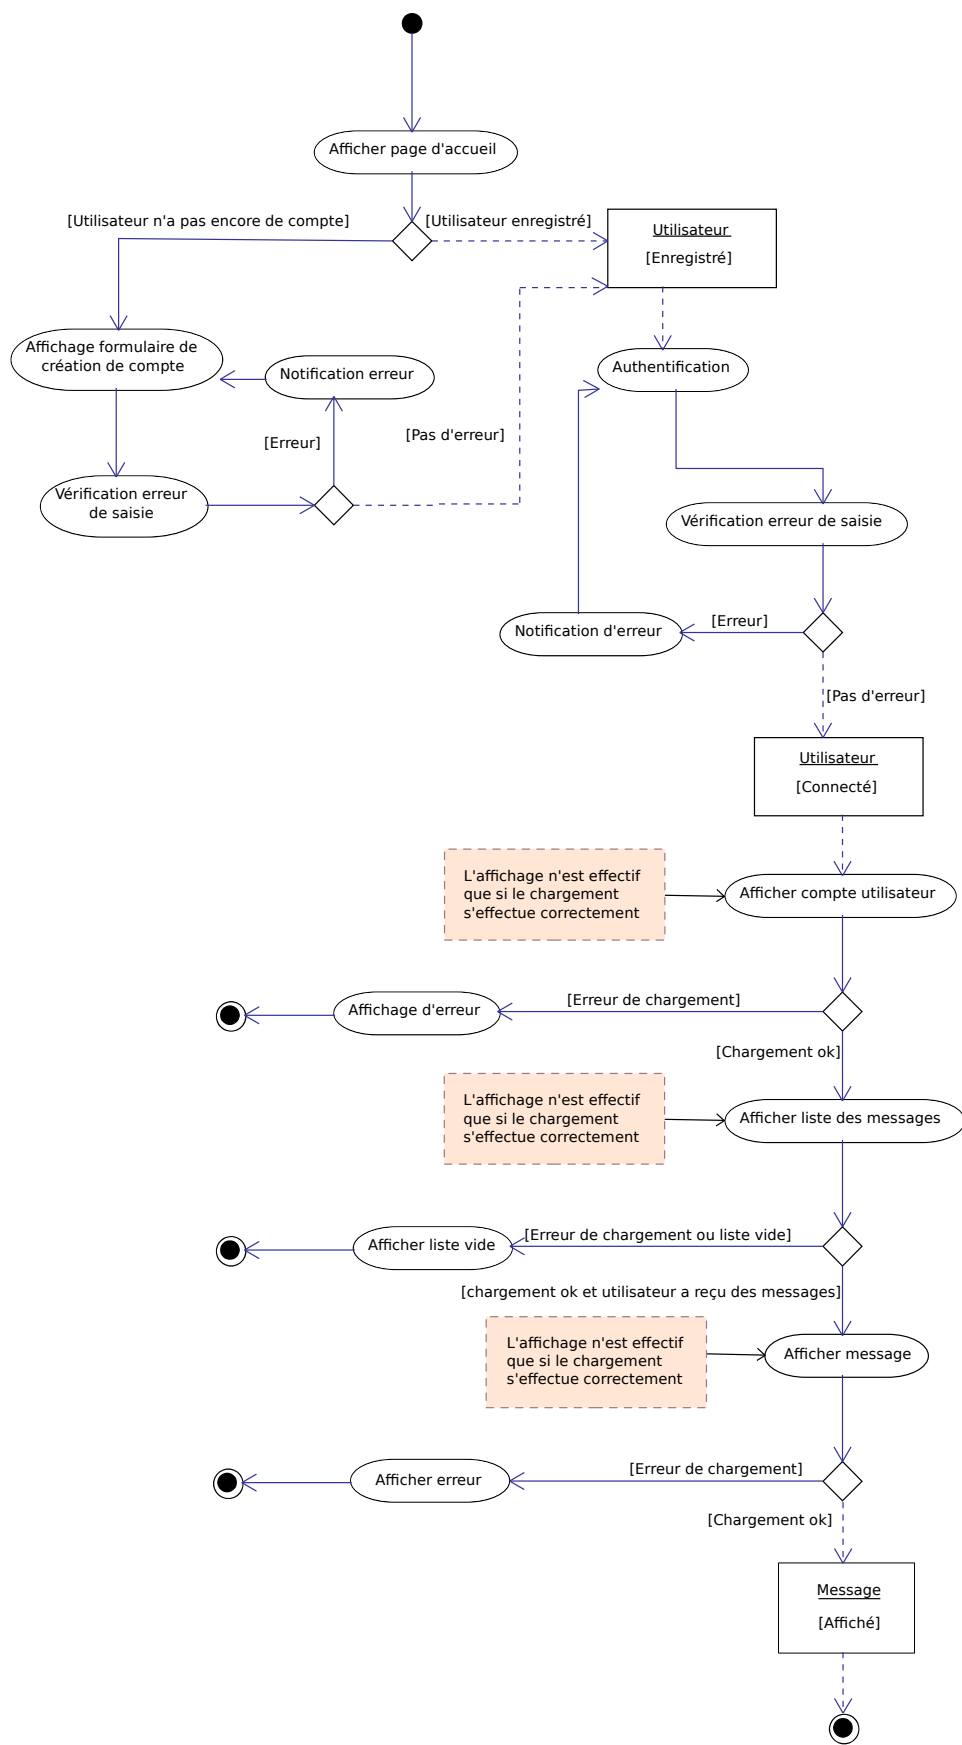 Afficher page d'accueil
[Utilisateur n'a pas encore de compte]
[Utilisateur enregistré]
Utilisateur
[Enregistré]
Affichage formulaire de
création de compte
Notification erreur
Authentification
[Erreur]
[Pas d'erreur]
Vérification erreur
de saisie
Vérification erreur de saisie
Notification d'erreur
[Erreur]
[Pas d'erreur]
Utilisateur
[Connecté]
L'affichage n'est effectif
que si le chargement
s'effectue correctement
Afficher compte utilisateur
[Erreur de chargement]
Affichage d'erreur
[Chargement ok]
L'affichage n'est effectif
que si le chargement
s'effectue correctement
Afficher liste des messages
[Erreur de chargement ou liste vide]
Afficher liste vide
[chargement ok et utilisateur a reçu des messages]
L'affichage n'est effectif
que si le chargement
s'effectue correctement
Afficher message
[Erreur de chargement]
Afficher erreur
[Chargement ok]
Message
[Affiché]